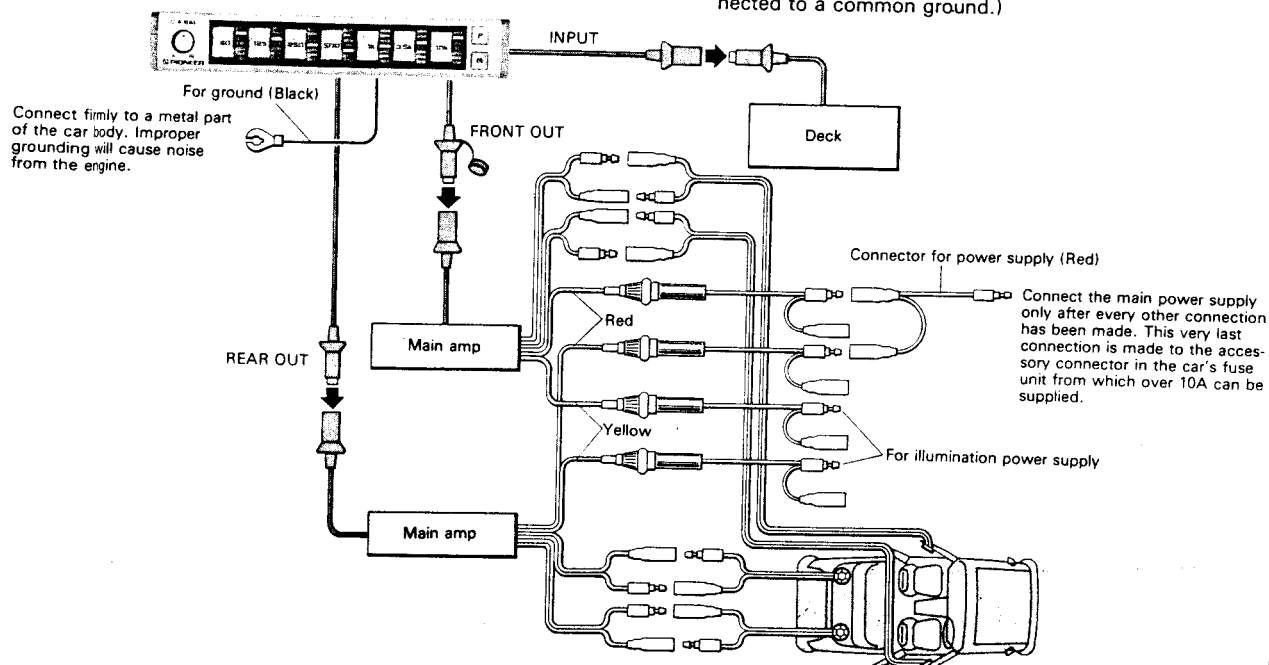 nected to a common ground.)
PIONEER
INPUT
For ground (Black)
Connect firmly to a metal part
of the car body. Improper
grounding will cause noise
from the engine.
FRONT OUT
Deck
Connector for power supply (Red)
Connect the main power supply
only after every other connection
has been made. This very last
connection is made to the acces-
sory connector in the car's fuse
unit from which over 10A can be
supplied.
Red
Main amp
REAR OUT
Yellow
For illumination power supply
Main amp